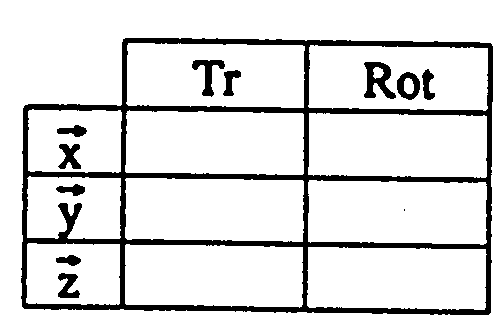 Tr Rot
x⃗
y⃗
z⃗